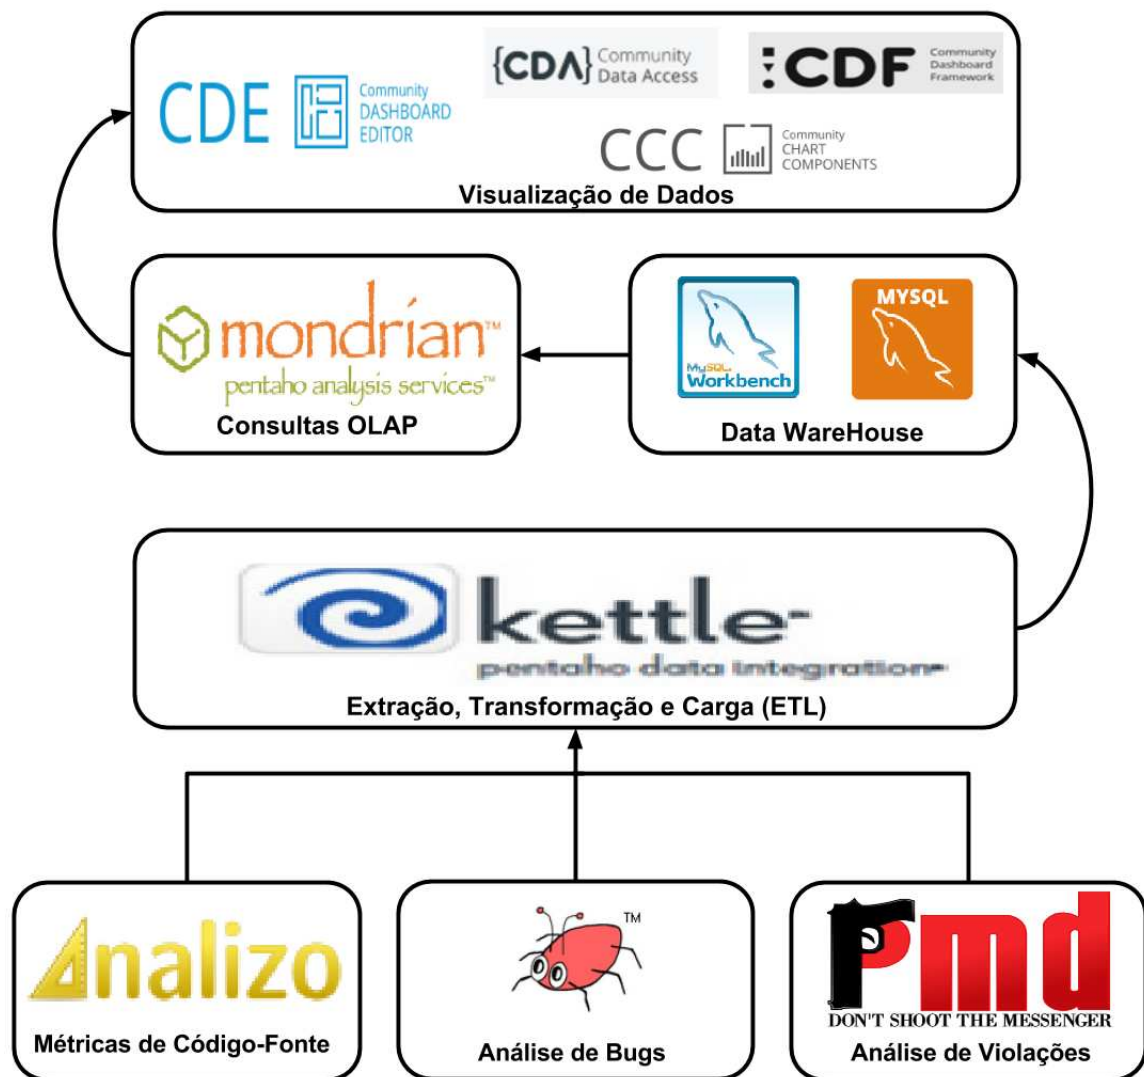 CDE
Community
DASHBOARD
EDITOR
{CDA}
Community
Data Access
CDF
Community
Dashboard
Framework
CCC
Community
CHART
COMPONENTS
Visualização de Dados
mondrian™
pentaho analysis services™
Consultas OLAP
MySQL
Workbench
MYSQL
Data WareHouse
kettle
pentaho data integration
Extração, Transformação e Carga (ETL)
Analizo
Métricas de Código-Fonte
TM
Análise de Bugs
Pmd
DON'T SHOOT THE MESSENGER
Análise de Violações